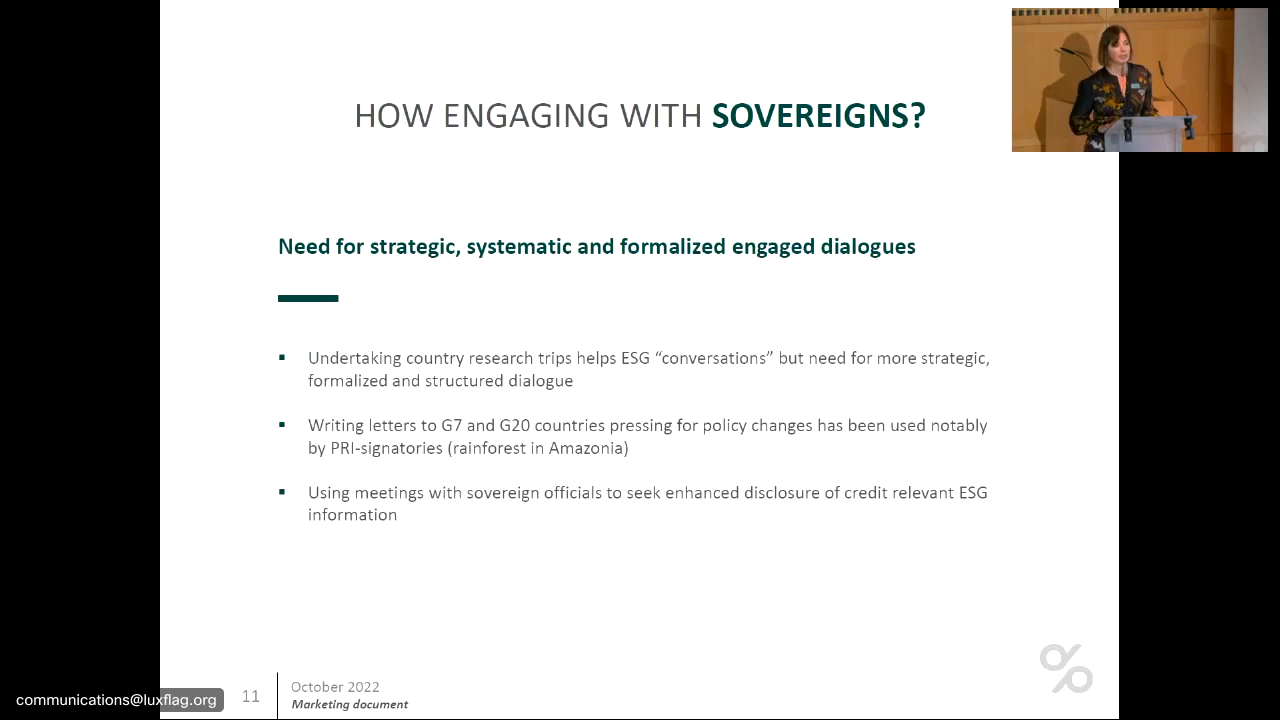 HOW ENGAGING WITH SOVEREIGNS?
Need for strategic, systematic and formalized engaged dialogues
▪ Undertaking country research trips helps ESG “conversations” but need for more strategic,
formalized and structured dialogue
▪ Writing letters to G7 and G20 countries pressing for policy changes has been used notably
by PRI-signatories (rainforest in Amazonia)
▪ Using meetings with sovereign officials to seek enhanced disclosure of credit relevant ESG
information
communications@luxflag.org
11
October 2022
Marketing document